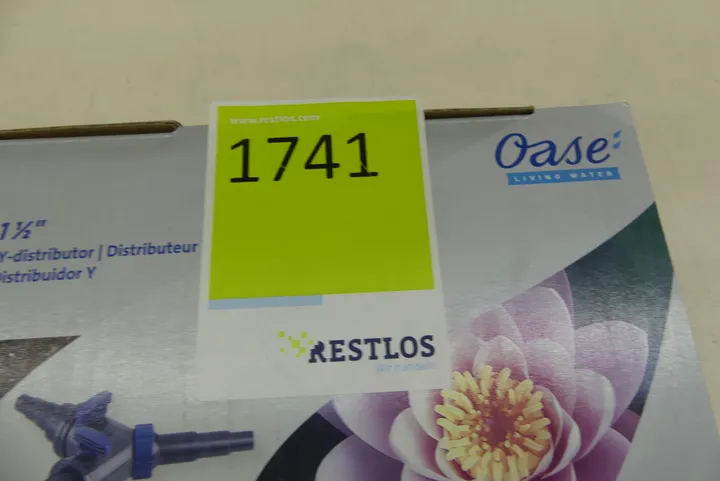 www.restlos.com
1741
Oase
LIVING WATER
1 ½"
Y-distributor | Distributeur
Distribuidor Y
RESTLOS